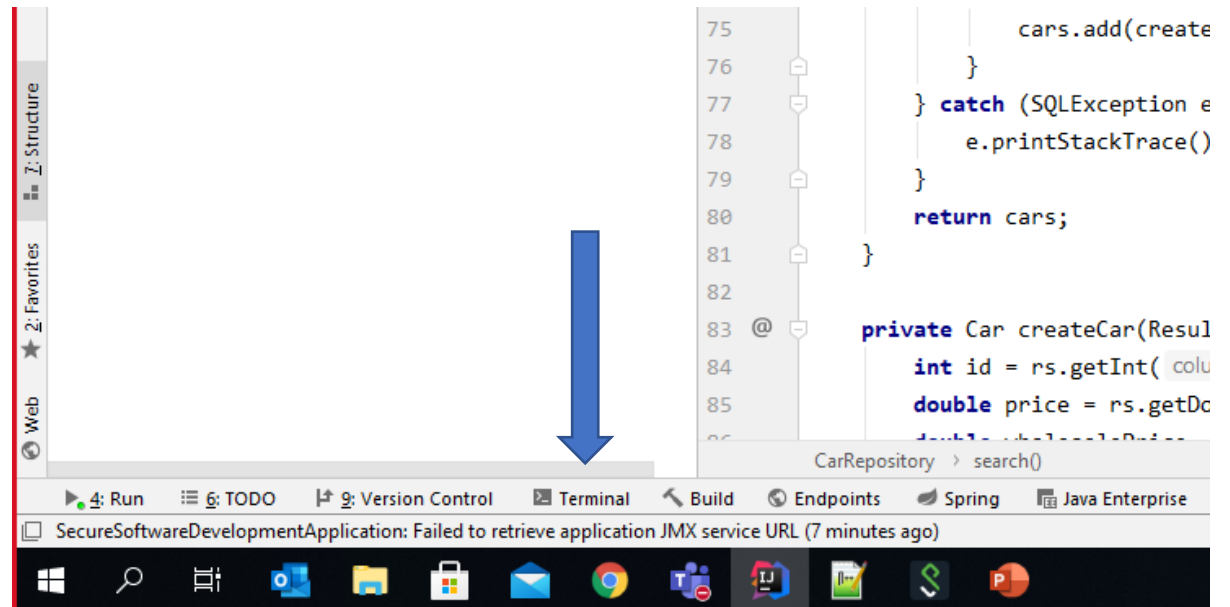 7: Structure
2: Favorites
Web
75 cars.add(create
76 }
77 } catch (SQLException e
78 e.printStackTrace()
79 }
80 return cars;
81 }
82
83 @ private Car createCar(Resul
84 int id = rs.getInt( colu
85 double price = rs.getDo
CarRepository > search()
4: Run 6: TODO 9: Version Control Terminal Build Endpoints Spring Java Enterprise
SecureSoftwareDevelopmentApplication: Failed to retrieve application JMX service URL (7 minutes ago)